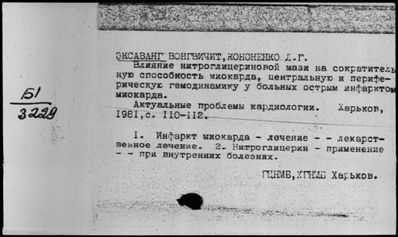 ЭКСАВАНГ ВОНГВИЧИТ, КОНОНЕНКО Л.Г.
Влияние нитроглицериновой мази на сократитель
ную способность миокарда, центральную и перифе-
рическую гемодинамику у больных острым инфарктом
миокарда.
Актуальные проблемы кардиологии. Харьков,
1981, с. 110-112.
Б1
3229
1. Инфаркт миокарда - лечение - - лекарст-
венное лечение. 2. Нитроглицерин - применение
- - при внутренних болезнях.
ГЦНМБ, ХГНМБ Харьков.